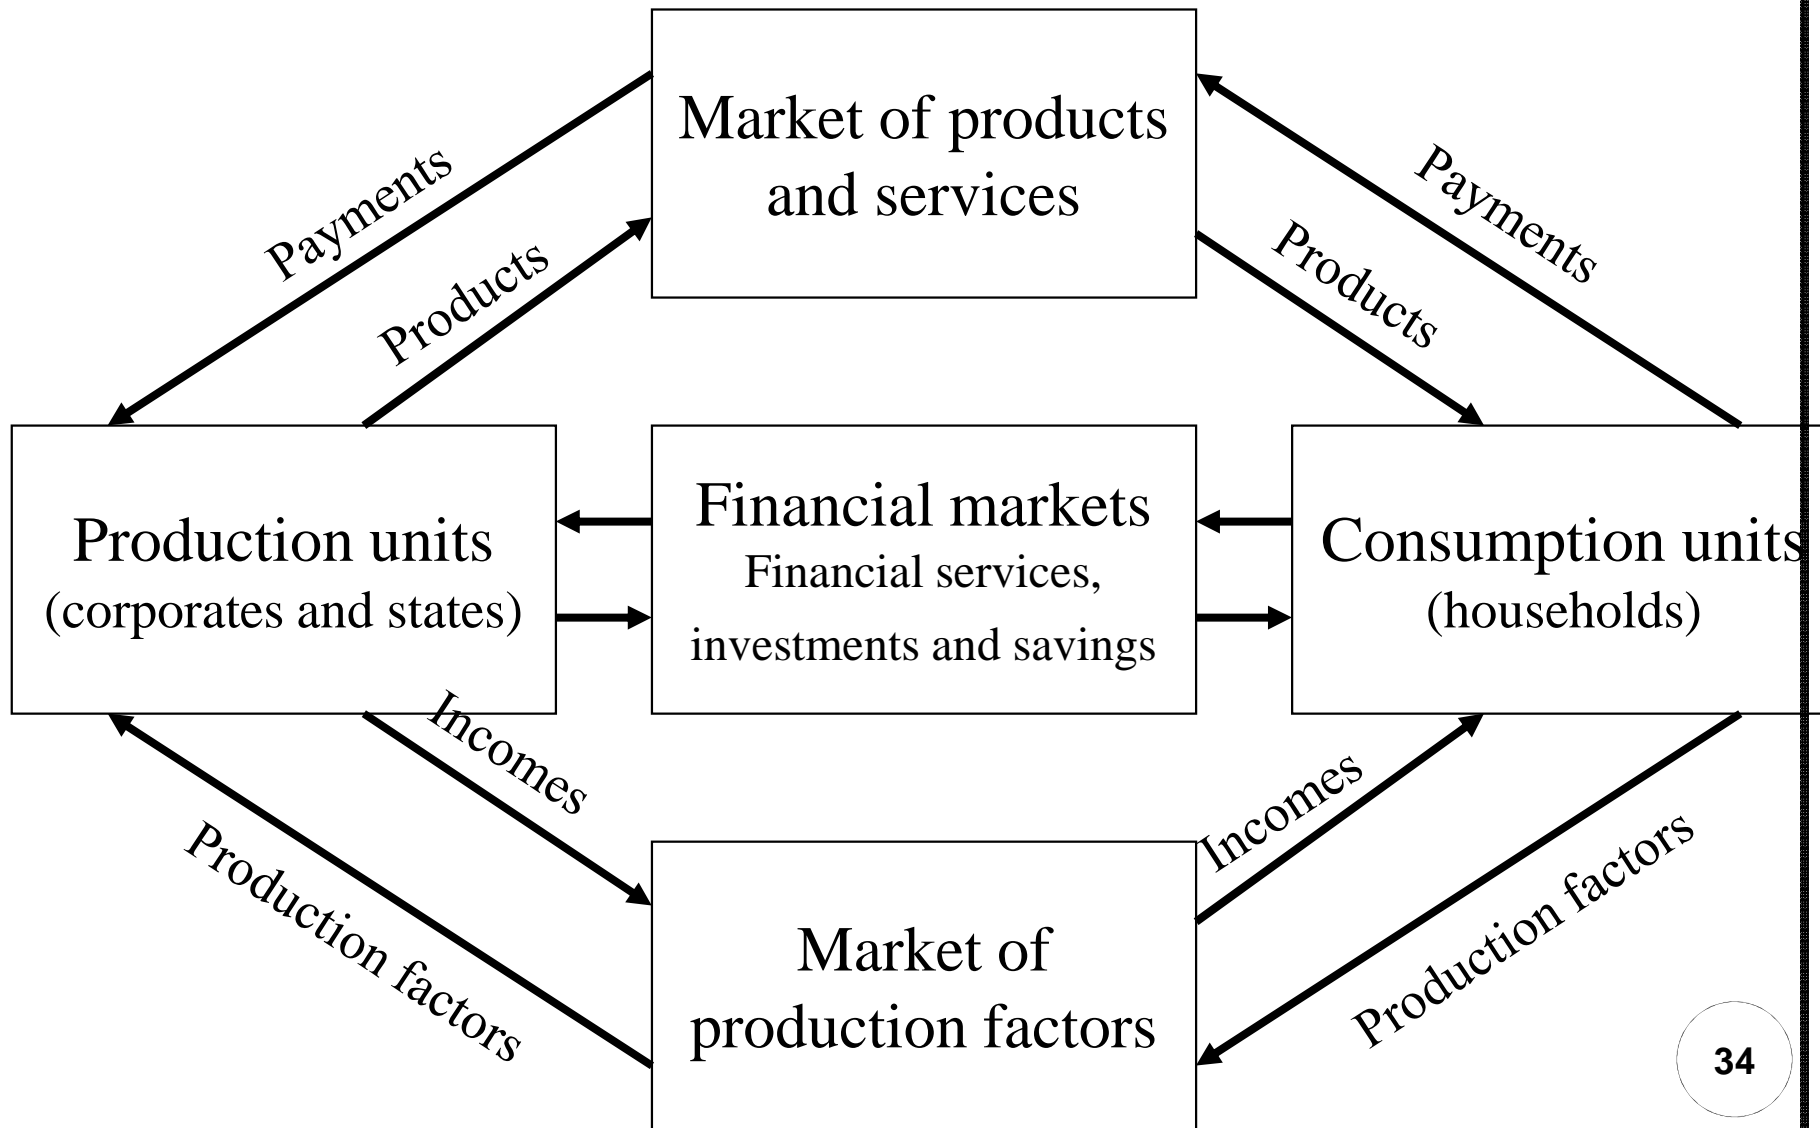 Market of products
and services
Payments
Products
Payments
Products
Production units
(corporates and states)
Financial markets
Financial services,
investments and savings
Consumption units
(households)
Incomes
Production factors
Incomes
Production factors
Market of
production factors
34